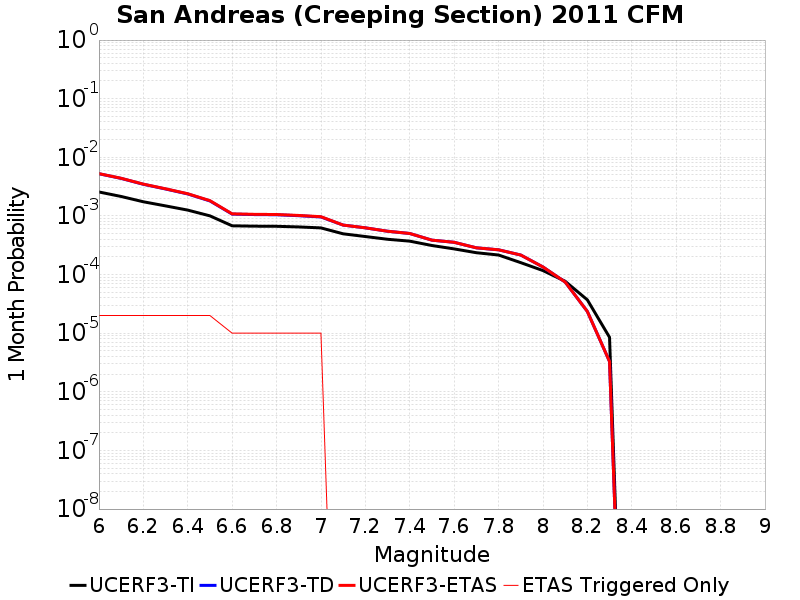 San Andreas (Creeping Section) 2011 CFM
1 Month Probability
10^0
10^-1
10^-2
10^-3
10^-4
10^-5
10^-6
10^-7
10^-8
6 6.2 6.4 6.6 6.8 7 7.2 7.4 7.6 7.8 8 8.2 8.4 8.6 8.8 9
Magnitude
UCERF3-TI UCERF3-TD UCERF3-ETAS ETAS Triggered Only